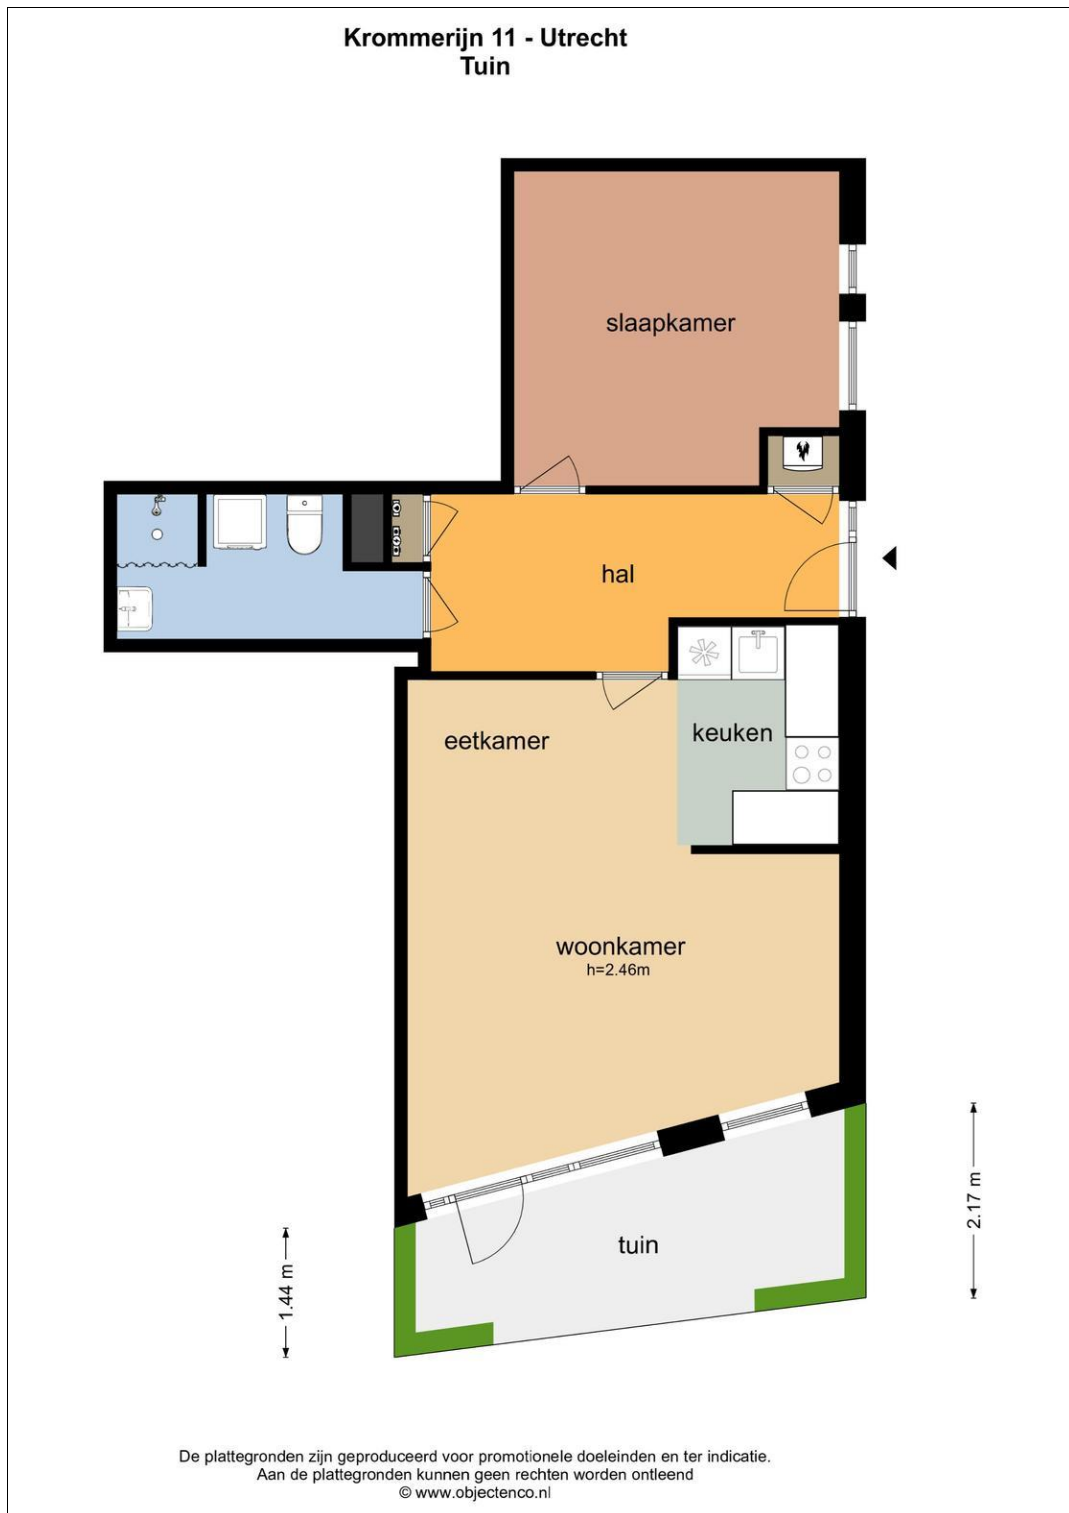 Krommerijn 11 - Utrecht
Tuin
slaapkamer
hal
keuken
eetkamer
woonkamer
h=2.46m
tuin
2.17 m
1.44 m
De plattegronden zijn geproduceerd voor promotionele doeleinden en ter indicatie.
Aan de plattegronden kunnen geen rechten worden ontleend
© www.objectenco.nl